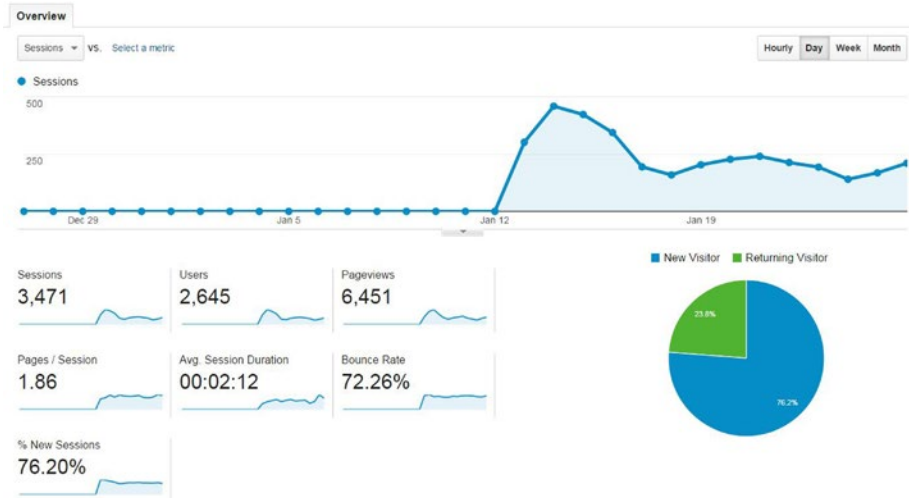 Overview
Sessions VS. Select a metric
Hourly Day Week Month
Sessions
500
250
Dec 29 Jan 5 Jan 12 Jan 19
New Visitor Returning Visitor
Sessions Users Pageviews
3,471 2,645 6,451
23.8%
Pages / Session Avg. Session Duration Bounce Rate
1.86 00:02:12 72.26%
76.2%
% New Sessions
76.20%